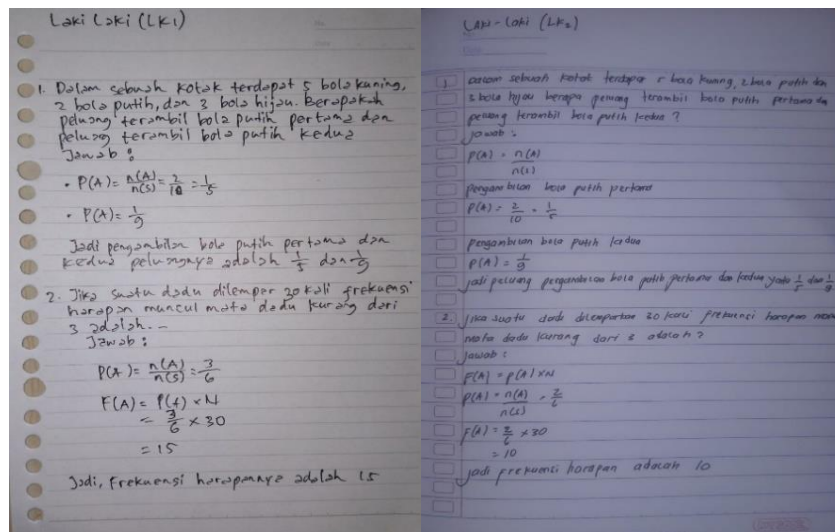 Laki Laki (LK1)
1. Dalam sebuah kotak terdapat 5 bola kuning,
2 bola putih, dan 3 bola hijau. Berapakah
peluang terambil bola putih pertama dan
peluang terambil bola putih kedua
Jawab :
• P(A) = n(A)/n(S) = 2/10 = 1/5
• P(A) = 1/9
Jadi pengambilan bola putih pertama dan
kedua peluangnya adalah 1/5 dan 1/9
2. Jika suatu dadu dilempar 30 kali frekuensi
harapan muncul mata dadu kurang dari
3 adalah...
Jawab :
P(A) = n(A)/n(S) = 3/6
F(A) = P(A) × N
= 3/6 × 30
= 15
Jadi, frekuensi harapannya adalah 15
Laki - Laki (LK2)
1. Dalam sebuah kotak terdapat 5 bola kuning, 2 bola putih dan
3 bola hijau berapa peluang terambil bola putih pertama dan
peluang terambil bola putih kedua ?
jawab :
P(A) = n(A)/n(S)
pengambilan bola putih pertama
P(A) = 2/10 = 1/5
pengambilan bola putih kedua
P(A) = 1/9
jadi peluang pengambilan bola putih pertama dan kedua yaitu 1/5 dan 1/9
2. jika suatu dadu dilemparkan 30 kali frekuensi harapan
mata dadu kurang dari 3 adalah ?
jawab :
F(A) = P(A) × N
P(A) = n(A)/n(S) = 2/6
F(A) = 2/6 × 30
= 10
jadi frekuensi harapan adalah 10